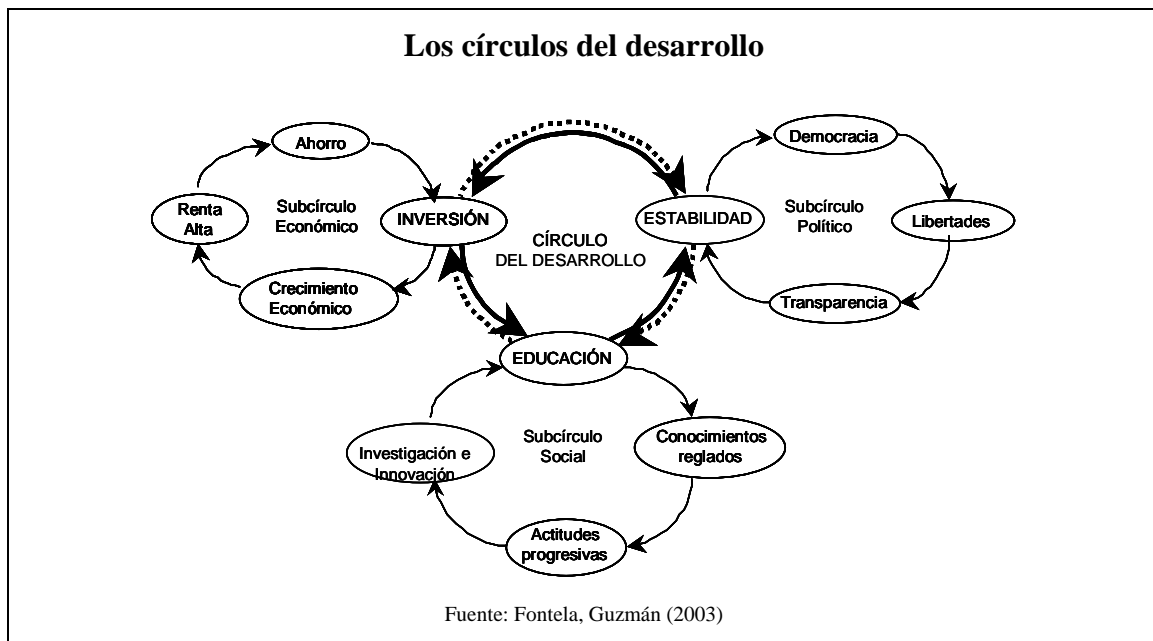 Los círculos del desarrollo
Ahorro
Renta
Alta
Subcírculo
Económico
INVERSIÓN
Crecimiento
Económico
CÍRCULO
DEL DESARROLLO
ESTABILIDAD
Democracia
Subcírculo
Político
Libertades
Transparencia
EDUCACIÓN
Subcírculo
Social
Investigación e
Innovación
Conocimientos
reglados
Actitudes
progresivas
Fuente: Fontela, Guzmán (2003)